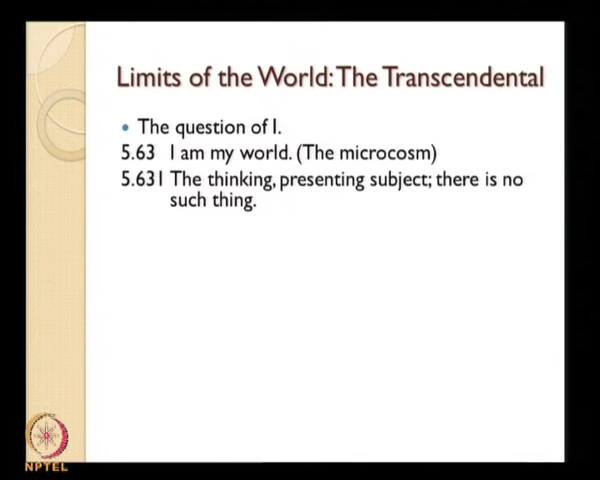 Limits of the World: The Transcendental
• The question of I.
5.63 I am my world. (The microcosm)
5.631 The thinking, presenting subject; there is no
such thing.
NPTEL